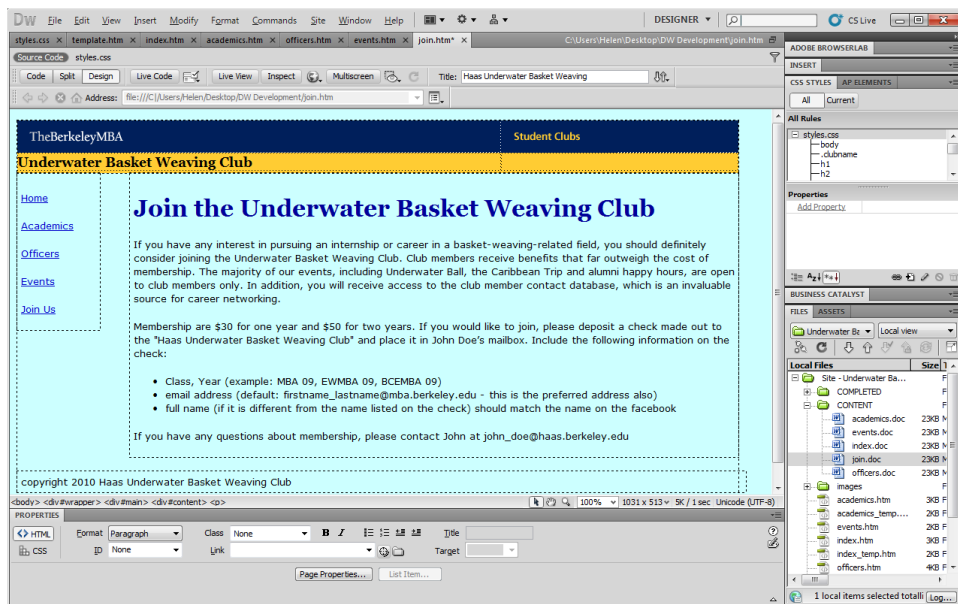 DW File Edit View Insert Modify Format Commands Site Window Help DESIGNER CS Live
styles.css × template.htm × index.htm × academics.htm × officers.htm × events.htm × join.htm* × C:\Users\Helen\Desktop\DW Development\join.htm
Source Code styles.css
Code Split Design Live Code Live View Inspect Multiscreen Title: Haas Underwater Basket Weaving
Address: file:///C|/Users/Helen/Desktop/DW Development/join.htm
TheBerkeleyMBA Student Clubs
Underwater Basket Weaving Club
Home
Academics
Officers
Events
Join Us
Join the Underwater Basket Weaving Club
If you have any interest in pursuing an internship or career in a basket-weaving-related field, you should definitely
consider joining the Underwater Basket Weaving Club. Club members receive benefits that far outweigh the cost of
membership. The majority of our events, including Underwater Ball, the Caribbean Trip and alumni happy hours, are open
to club members only. In addition, you will receive access to the club member contact database, which is an invaluable
source for career networking.
Membership are $30 for one year and $50 for two years. If you would like to join, please deposit a check made out to
the "Haas Underwater Basket Weaving Club" and place it in John Doe's mailbox. Include the following information on the
check:
• Class, Year (example: MBA 09, EWMBA 09, BCEMBA 09)
• email address (default: firstname_lastname@mba.berkeley.edu - this is the preferred address also)
• full name (if it is different from the name listed on the check) should match the name on the facebook
If you have any questions about membership, please contact John at john_doe@haas.berkeley.edu
copyright 2010 Haas Underwater Basket Weaving Club
<body> <div#wrapper> <div#main> <div#content> <p> 100% 1031 x 513 5K / 1 sec Unicode (UTF-8)
PROPERTIES
<> HTML Format Paragraph Class None B I Title
CSS ID None Link Target
Page Properties... List Item...
ADOBE BROWSERLAB
INSERT
CSS STYLES AP ELEMENTS
All Current
All Rules
styles.css
body
.clubname
h1
h2
Properties
Add Property
BUSINESS CATALYST
FILES ASSETS
Underwater Ba Local view
Local Files Size T
Site - Underwater Ba... F
COMPLETED F
CONTENT F
academics.doc 23KB M
events.doc 23KB M
index.doc 23KB M
join.doc 23KB M
officers.doc 23KB M
images F
academics.htm 3KB F
academics_temp.... 2KB F
events.htm 2KB F
index.htm 3KB F
index_temp.htm 2KB F
officers.htm 4KB F
1 local items selected totalli Log...